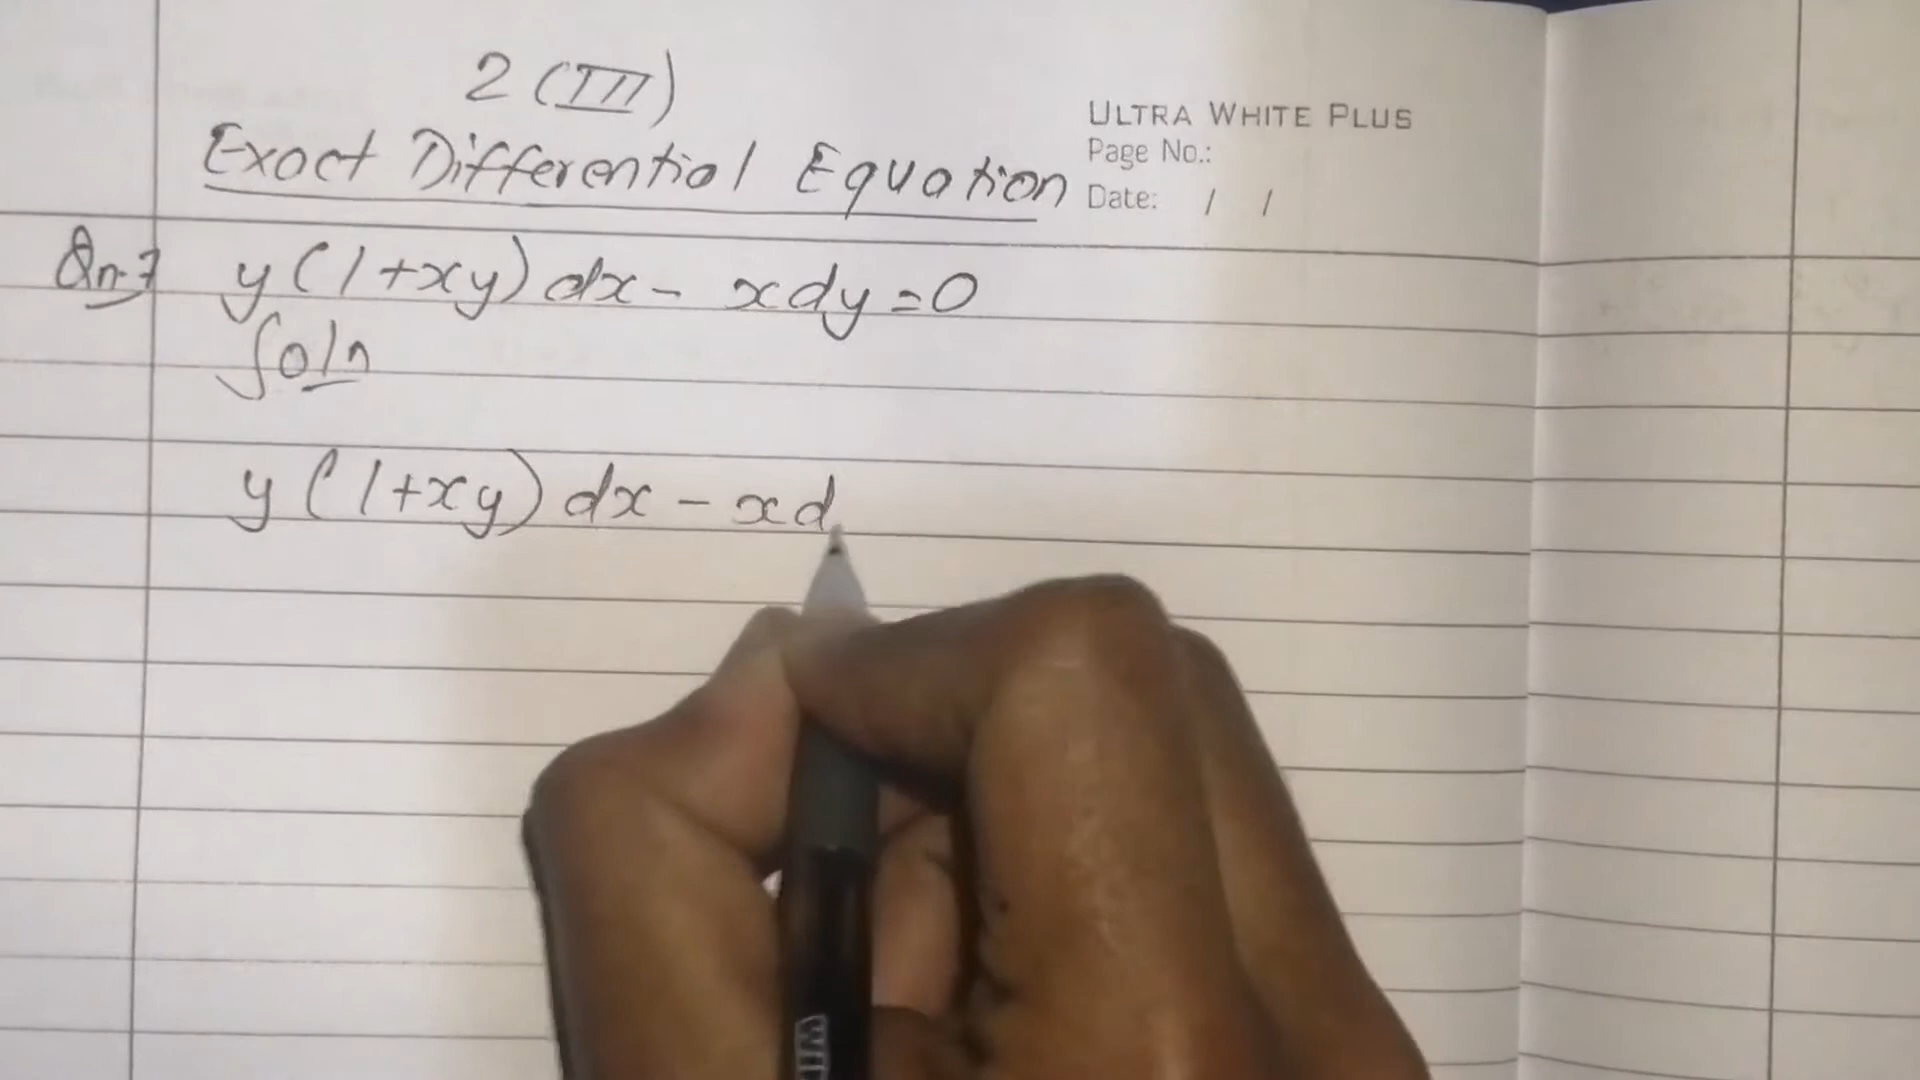 2 (III)
Exact Differential Equation
ULTRA WHITE PLUS
Page No.:
Date: / /
Qn.7 y(1+xy)dx - xdy=0
Soln
y(1+xy)dx - xd